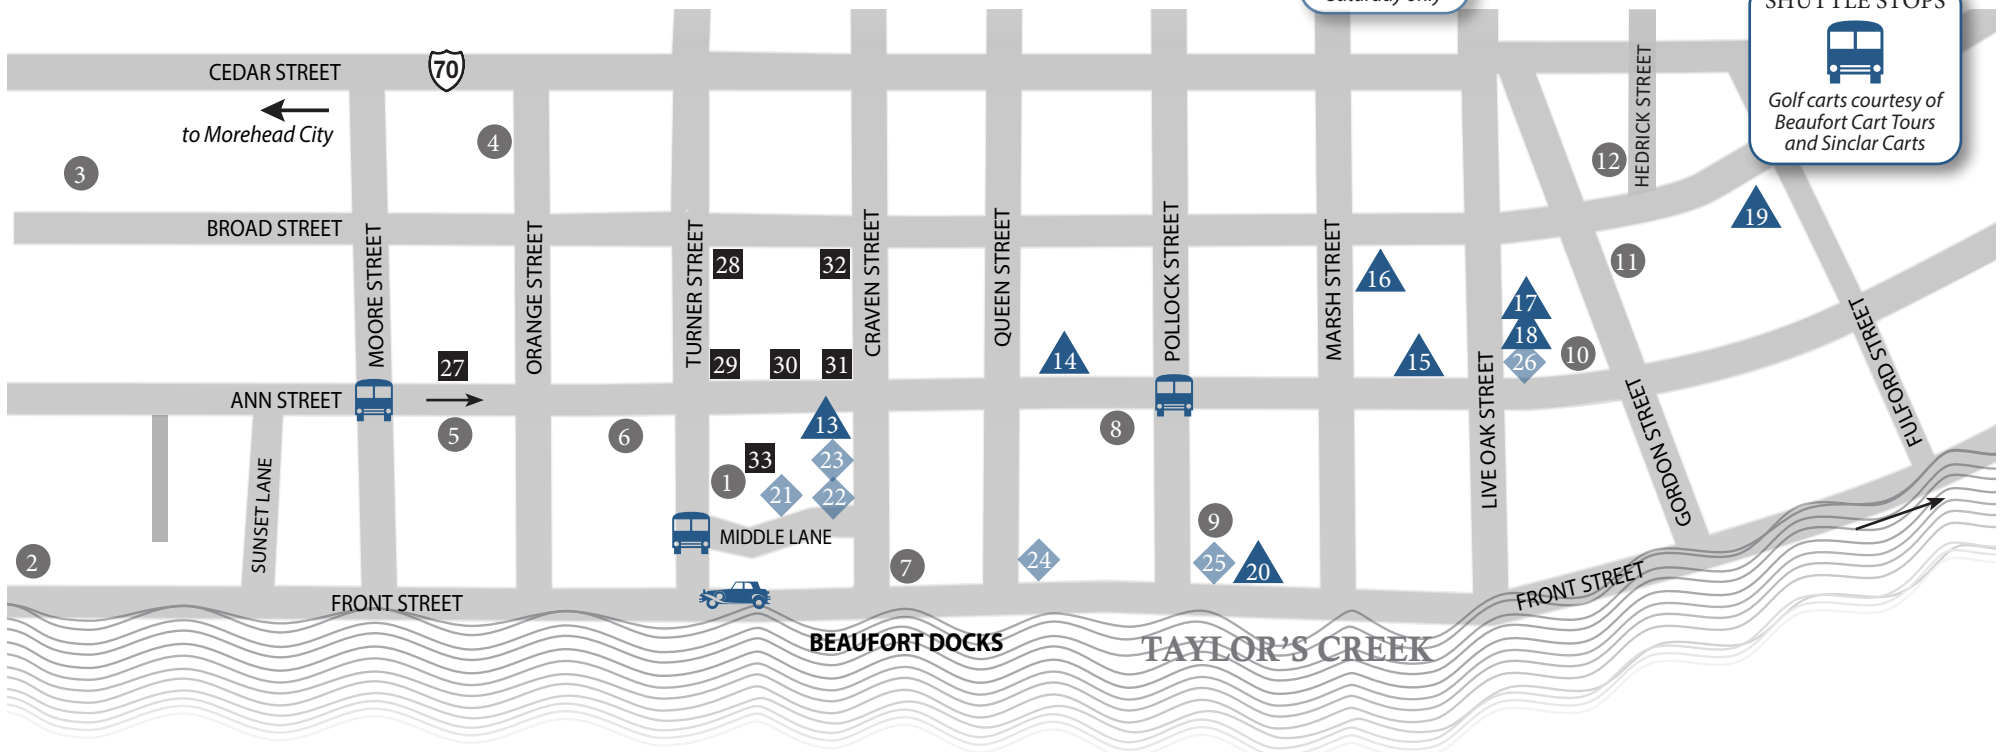 Saturday only
SHUTTLE STOPS
Golf carts courtesy of
Beaufort Cart Tours
and Sinclar Carts
CEDAR STREET
70
to Morehead City
HEDRICK STREET
3
4
12
19
BROAD STREET
MOORE STREET
ORANGE STREET
TURNER STREET
CRAVEN STREET
QUEEN STREET
POLLOCK STREET
MARSH STREET
28
32
16
11
17
18
27
29
30
31
14
15
26
10
LIVE OAK STREET
GORDON STREET
FULFORD STREET
ANN STREET
5
6
13
8
33
23
1
21
22
SUNSET LANE
MIDDLE LANE
9
2
7
24
25
20
FRONT STREET
FRONT STREET
BEAUFORT DOCKS
TAYLOR'S CREEK